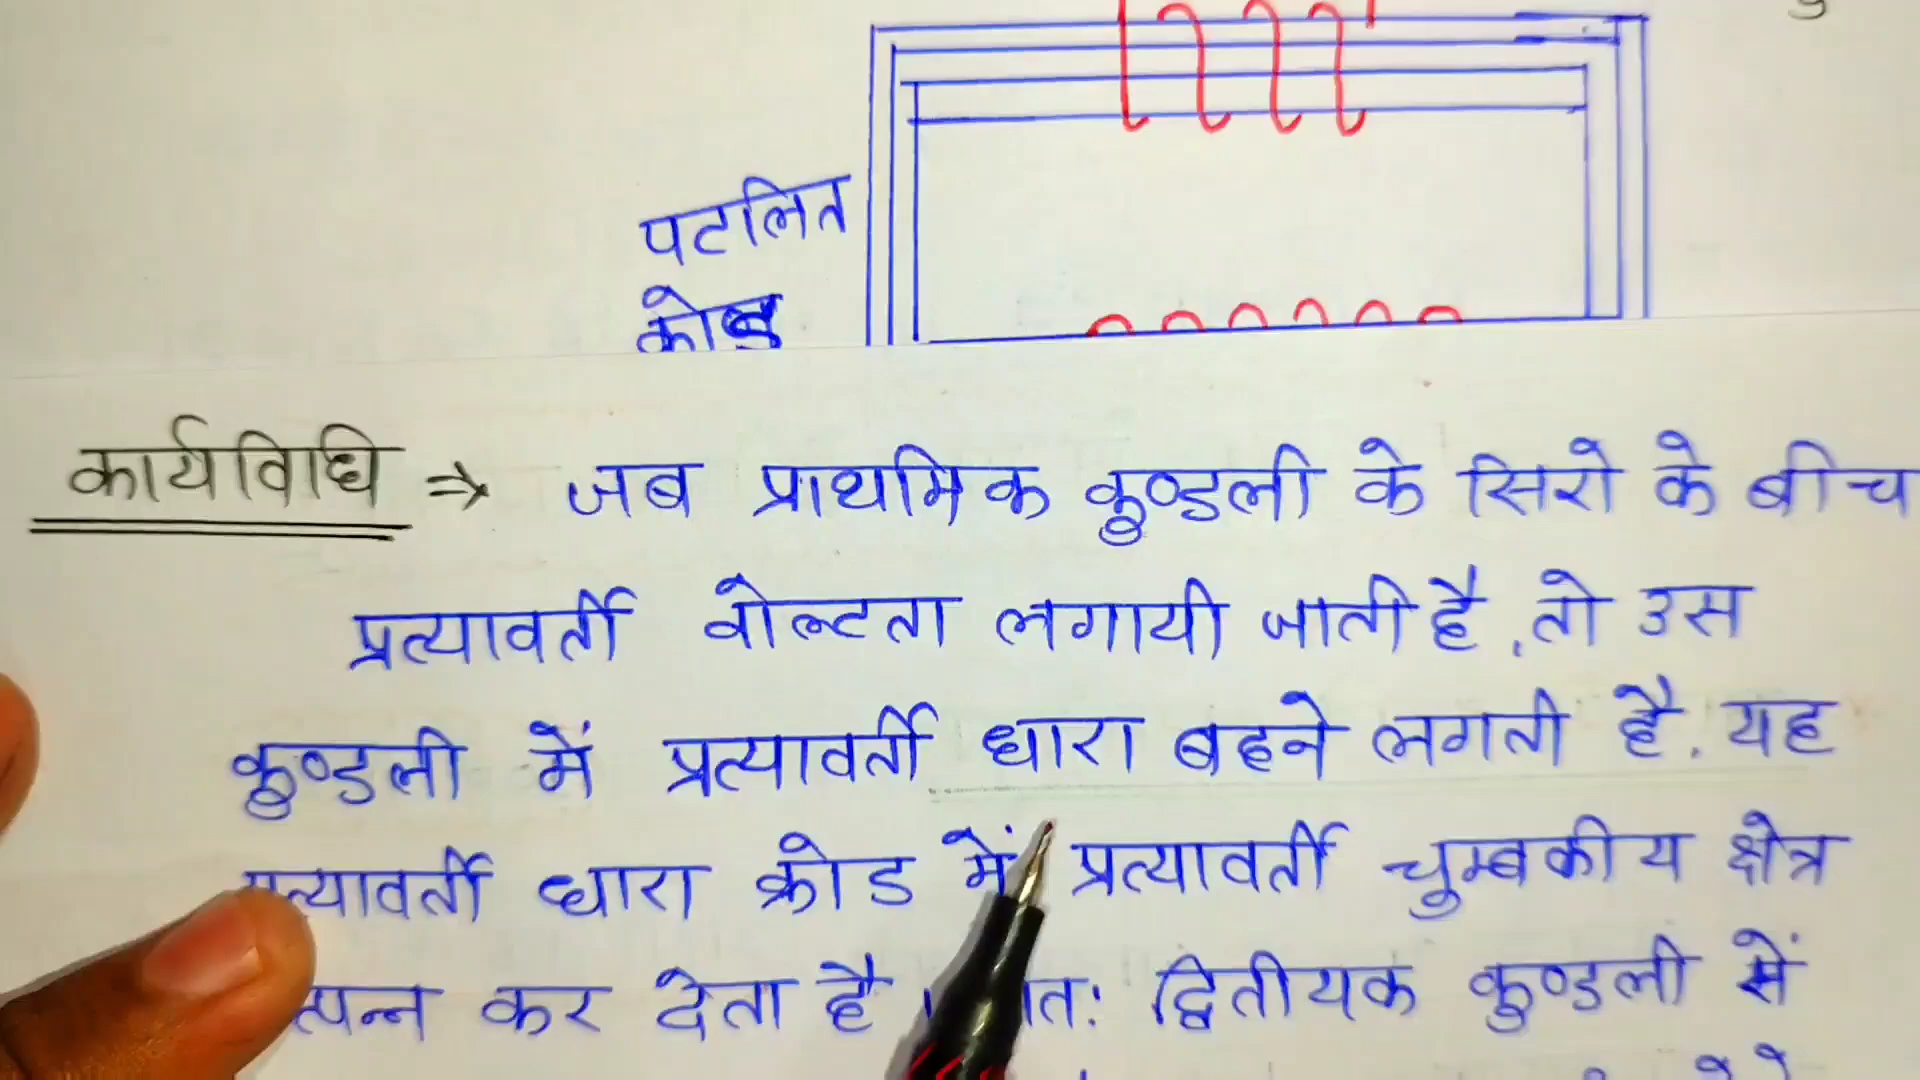 पटलित
कोड
कार्यविधि ⇒ जब प्राथमिक कुण्डली के सिरो के बीच
प्रत्यावर्ती वोल्टता लगायी जाती है, तो उस
कुण्डली में प्रत्यावर्ती धारा बहने लगती है. यह
प्रत्यावर्ती धारा क्रोड में प्रत्यावर्ती चुम्बकीय क्षेत्र
कर देता है। द्वितीयक कुण्डली में